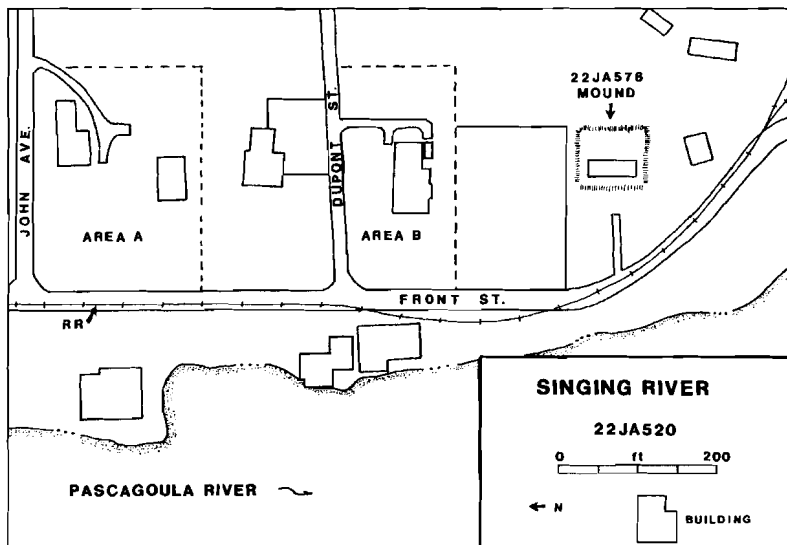 22JA576
MOUND
JOHN AVE.
DUPONT ST.
AREA A
AREA B
FRONT ST.
RR
SINGING RIVER
22JA520
0 ft 200
N
BUILDING
PASCAGOULA RIVER